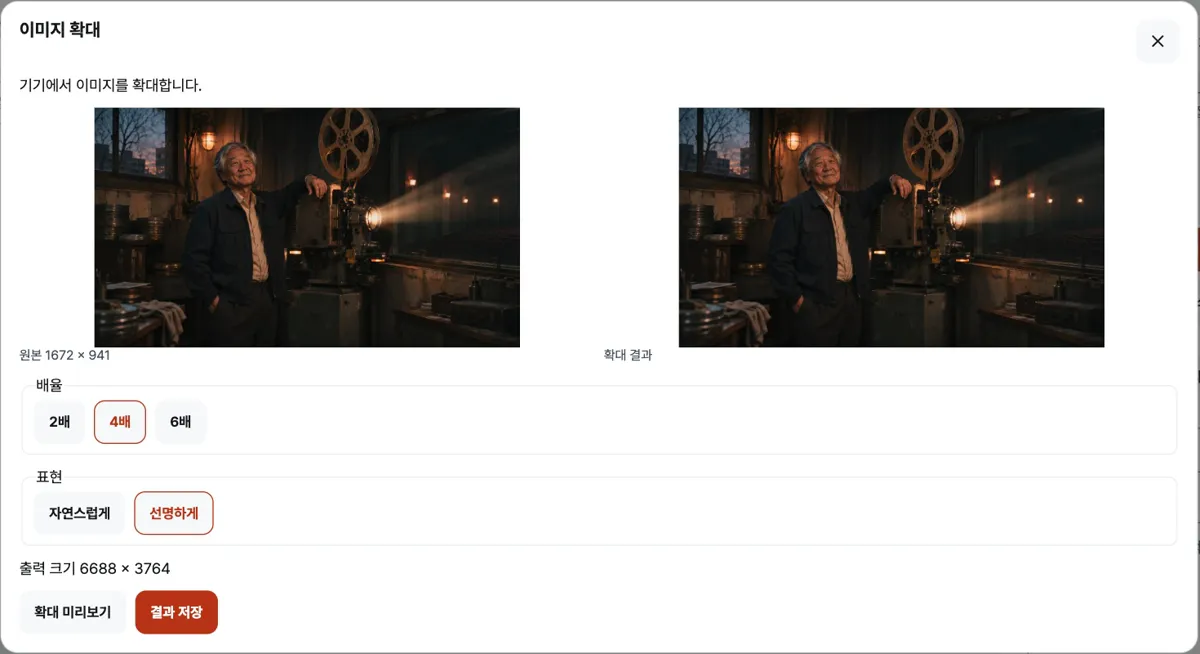 이미지 확대
기기에서 이미지를 확대합니다.
원본 1672 × 941
확대 결과
배율
2배 4배 6배
표현
자연스럽게 선명하게
출력 크기 6688 × 3764
확대 미리보기 결과 저장